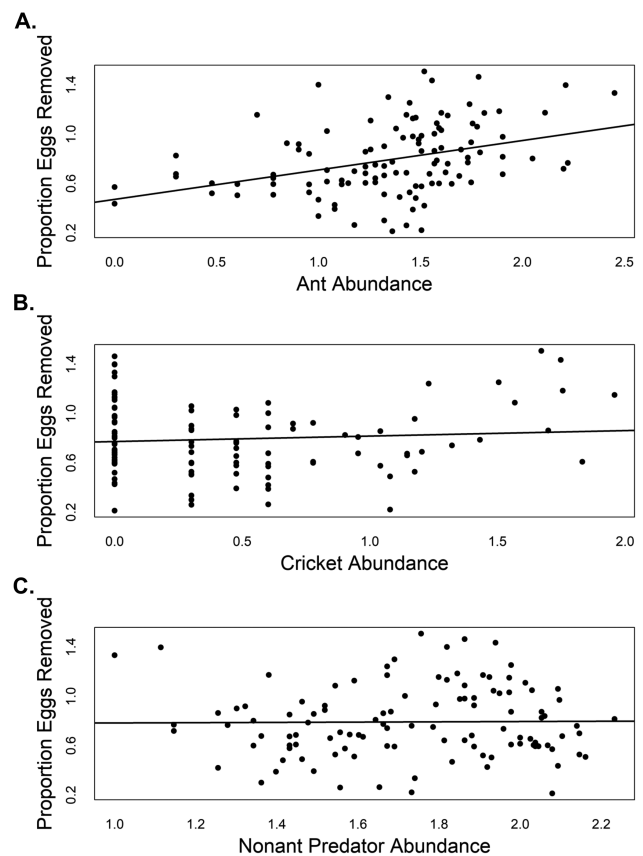 A.
Proportion Eggs Removed
1.4
1.0
0.6
0.2
0.0 0.5 1.0 1.5 2.0 2.5
Ant Abundance
B.
Proportion Eggs Removed
1.4
1.0
0.6
0.2
0.0 0.5 1.0 1.5 2.0
Cricket Abundance
C.
Proportion Eggs Removed
1.4
1.0
0.6
0.2
1.0 1.2 1.4 1.6 1.8 2.0 2.2
Nonant Predator Abundance